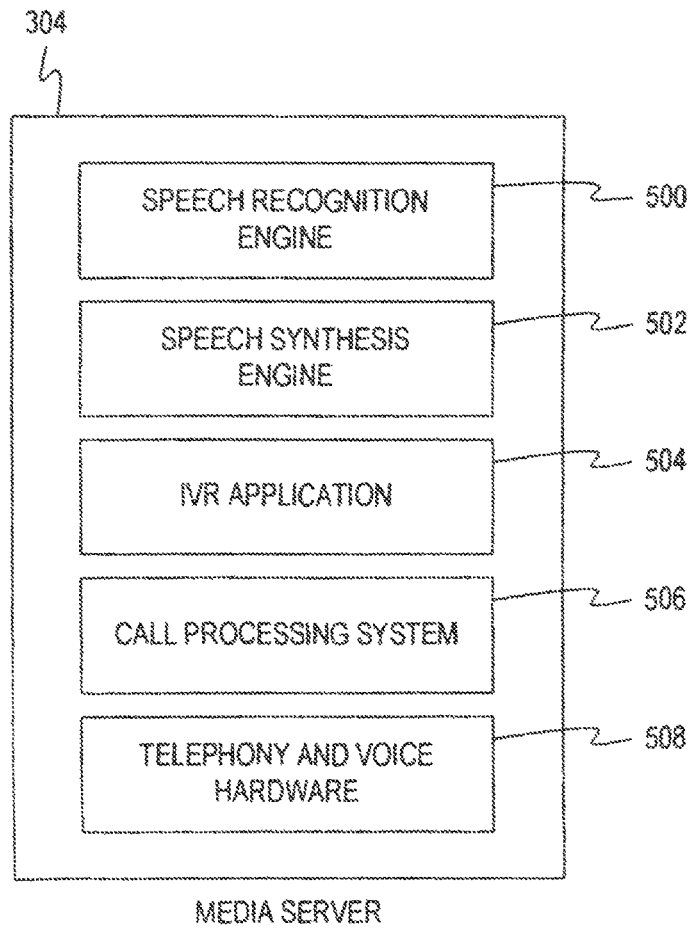 304
SPEECH RECOGNITION
ENGINE
500
SPEECH SYNTHESIS
ENGINE
502
IVR APPLICATION
504
CALL PROCESSING SYSTEM
506
TELEPHONY AND VOICE
HARDWARE
508
MEDIA SERVER